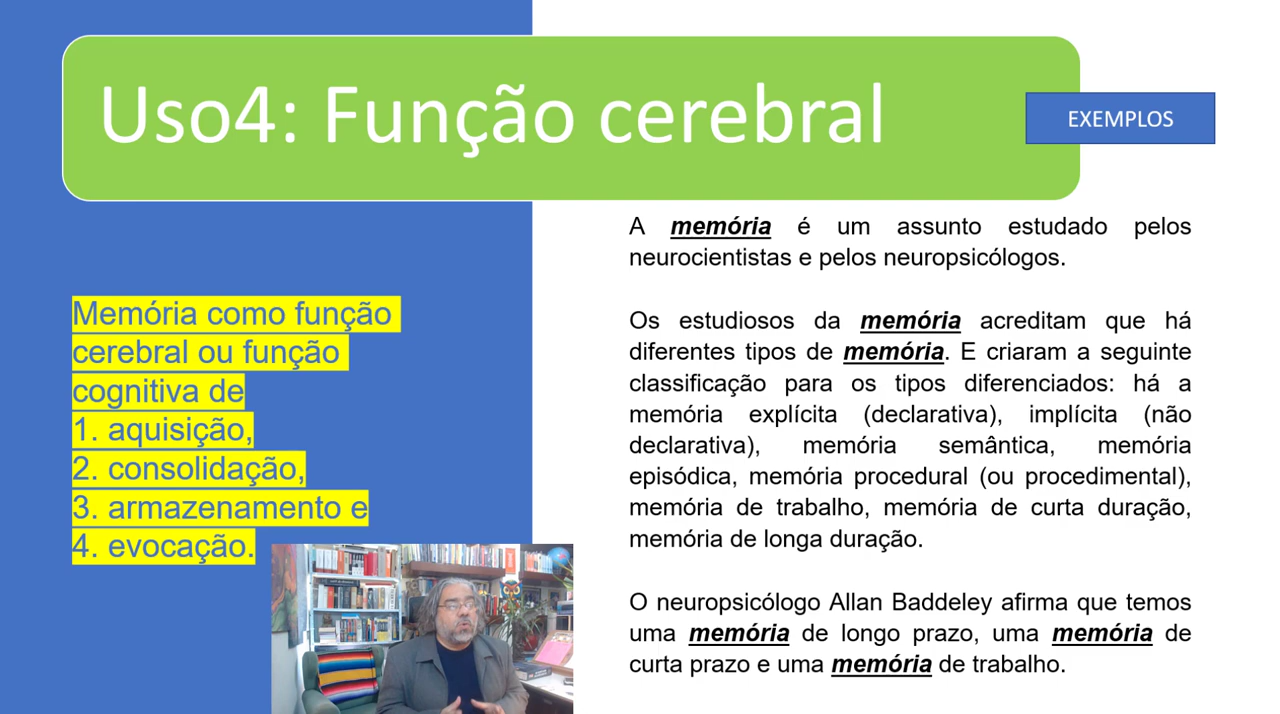 Uso4: Função cerebral
EXEMPLOS
Memória como função
cerebral ou função
cognitiva de
1. aquisição,
2. consolidação,
3. armazenamento e
4. evocação.
A memória é um assunto estudado pelos
neurocientistas e pelos neuropsicólogos.
Os estudiosos da memória acreditam que há
diferentes tipos de memória. E criaram a seguinte
classificação para os tipos diferenciados: há a
memória explícita (declarativa), implícita (não
declarativa), memória semântica, memória
episódica, memória procedural (ou procedimental),
memória de trabalho, memória de curta duração,
memória de longa duração.
O neuropsicólogo Allan Baddeley afirma que temos
uma memória de longo prazo, uma memória de
curta prazo e uma memória de trabalho.